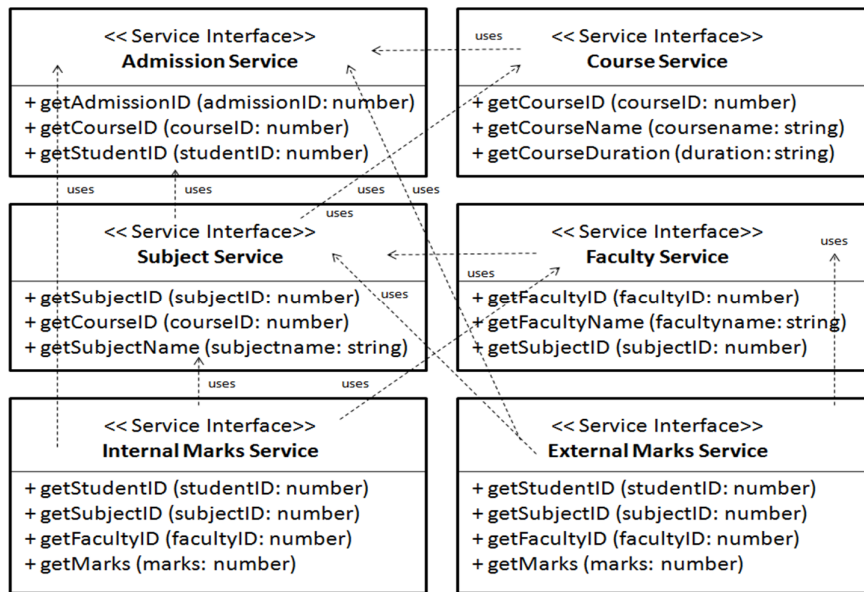 << Service Interface>>
Admission Service
+ getAdmissionID (admissionID: number)
+ getCourseID (courseID: number)
+ getStudentID (studentID: number)
uses
<< Service Interface>>
Course Service
+ getCourseID (courseID: number)
+ getCourseName (coursename: string)
+ getCourseDuration (duration: string)
uses
uses
uses
uses
uses
<< Service Interface>>
Subject Service
+ getSubjectID (subjectID: number)
+ getCourseID (courseID: number)
+ getSubjectName (subjectname: string)
uses
uses
<< Service Interface>>
Faculty Service
+ getFacultyID (facultyID: number)
+ getFacultyName (factyname: string)
+ getSubjectID (subjectID: number)
uses
uses
uses
<< Service Interface>>
Internal Marks Service
+ getStudentID (studentID: number)
+ getSubjectID (subjectID: number)
+ getFacultyID (facultyID: number)
+ getMarks (marks: number)
<< Service Interface>>
External Marks Service
+ getStudentID (studentID: number)
+ getSubjectID (subjectID: number)
+ getFacultyID (facultyID: number)
+ getMarks (marks: number)